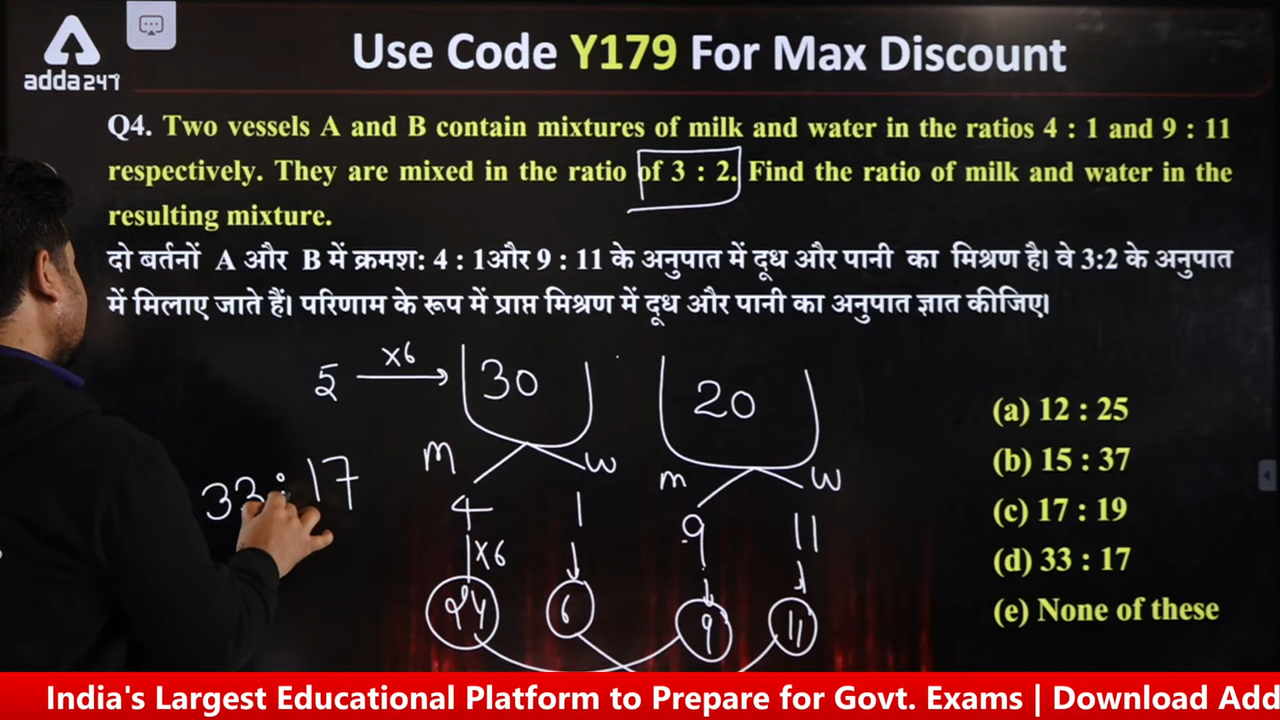 adda247
Use Code Y179 For Max Discount
Q4. Two vessels A and B contain mixtures of milk and water in the ratios 4 : 1 and 9 : 11
respectively. They are mixed in the ratio of 3 : 2. Find the ratio of milk and water in the
resulting mixture.
दो बर्तनों A और B में क्रमश: 4 : 1और 9 : 11 के अनुपात में दूध और पानी का मिश्रण है। वे 3:2 के अनुपात
में मिलाए जाते हैं। परिणाम के रूप में प्राप्त मिश्रण में दूध और पानी का अनुपात ज्ञात कीजिए।
5 x6 30 20
m w m w
33:17
4 1 9 11
x6
24 6 9 11
(a) 12 : 25
(b) 15 : 37
(c) 17 : 19
(d) 33 : 17
(e) None of these
India's Largest Educational Platform to Prepare for Govt. Exams | Download Add